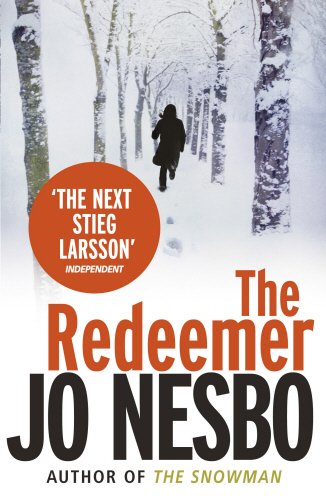 'THE NEXT
STIEG
LARSSON'
INDEPENDENT
The
Redeemer
JO NESBO
AUTHOR OF THE SNOWMAN